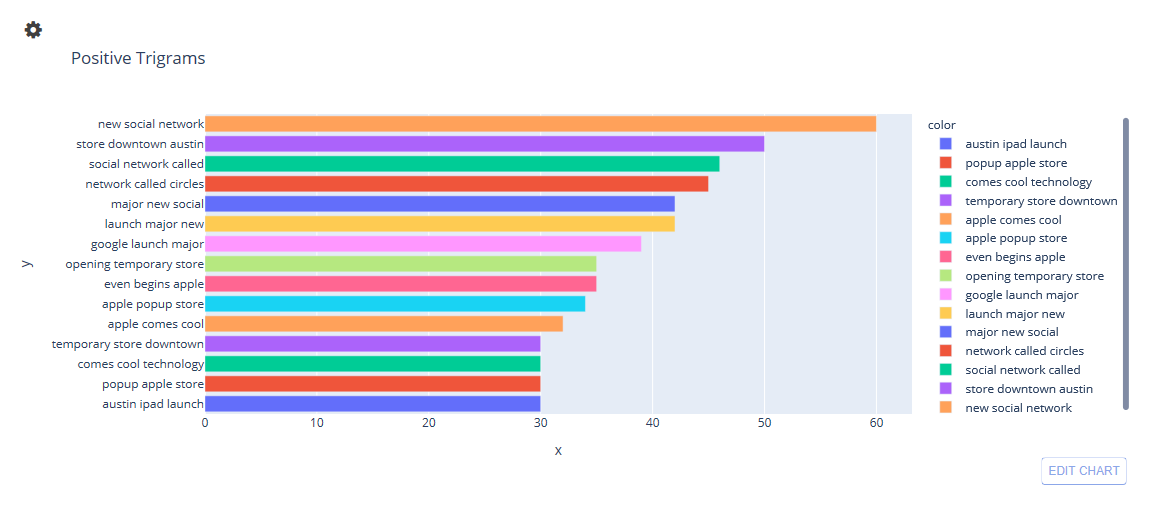 Positive Trigrams
new social network
store downtown austin
social network called
network called circles
major new social
launch major new
google launch major
opening temporary store
even begins apple
apple popup store
apple comes cool
temporary store downtown
comes cool technology
popup apple store
austin ipad launch
y
0 10 20 30 40 50 60
x
color
austin ipad launch
popup apple store
comes cool technology
temporary store downtown
apple comes cool
apple popup store
even begins apple
opening temporary store
google launch major
launch major new
major new social
network called circles
social network called
store downtown austin
new social network
EDIT CHART